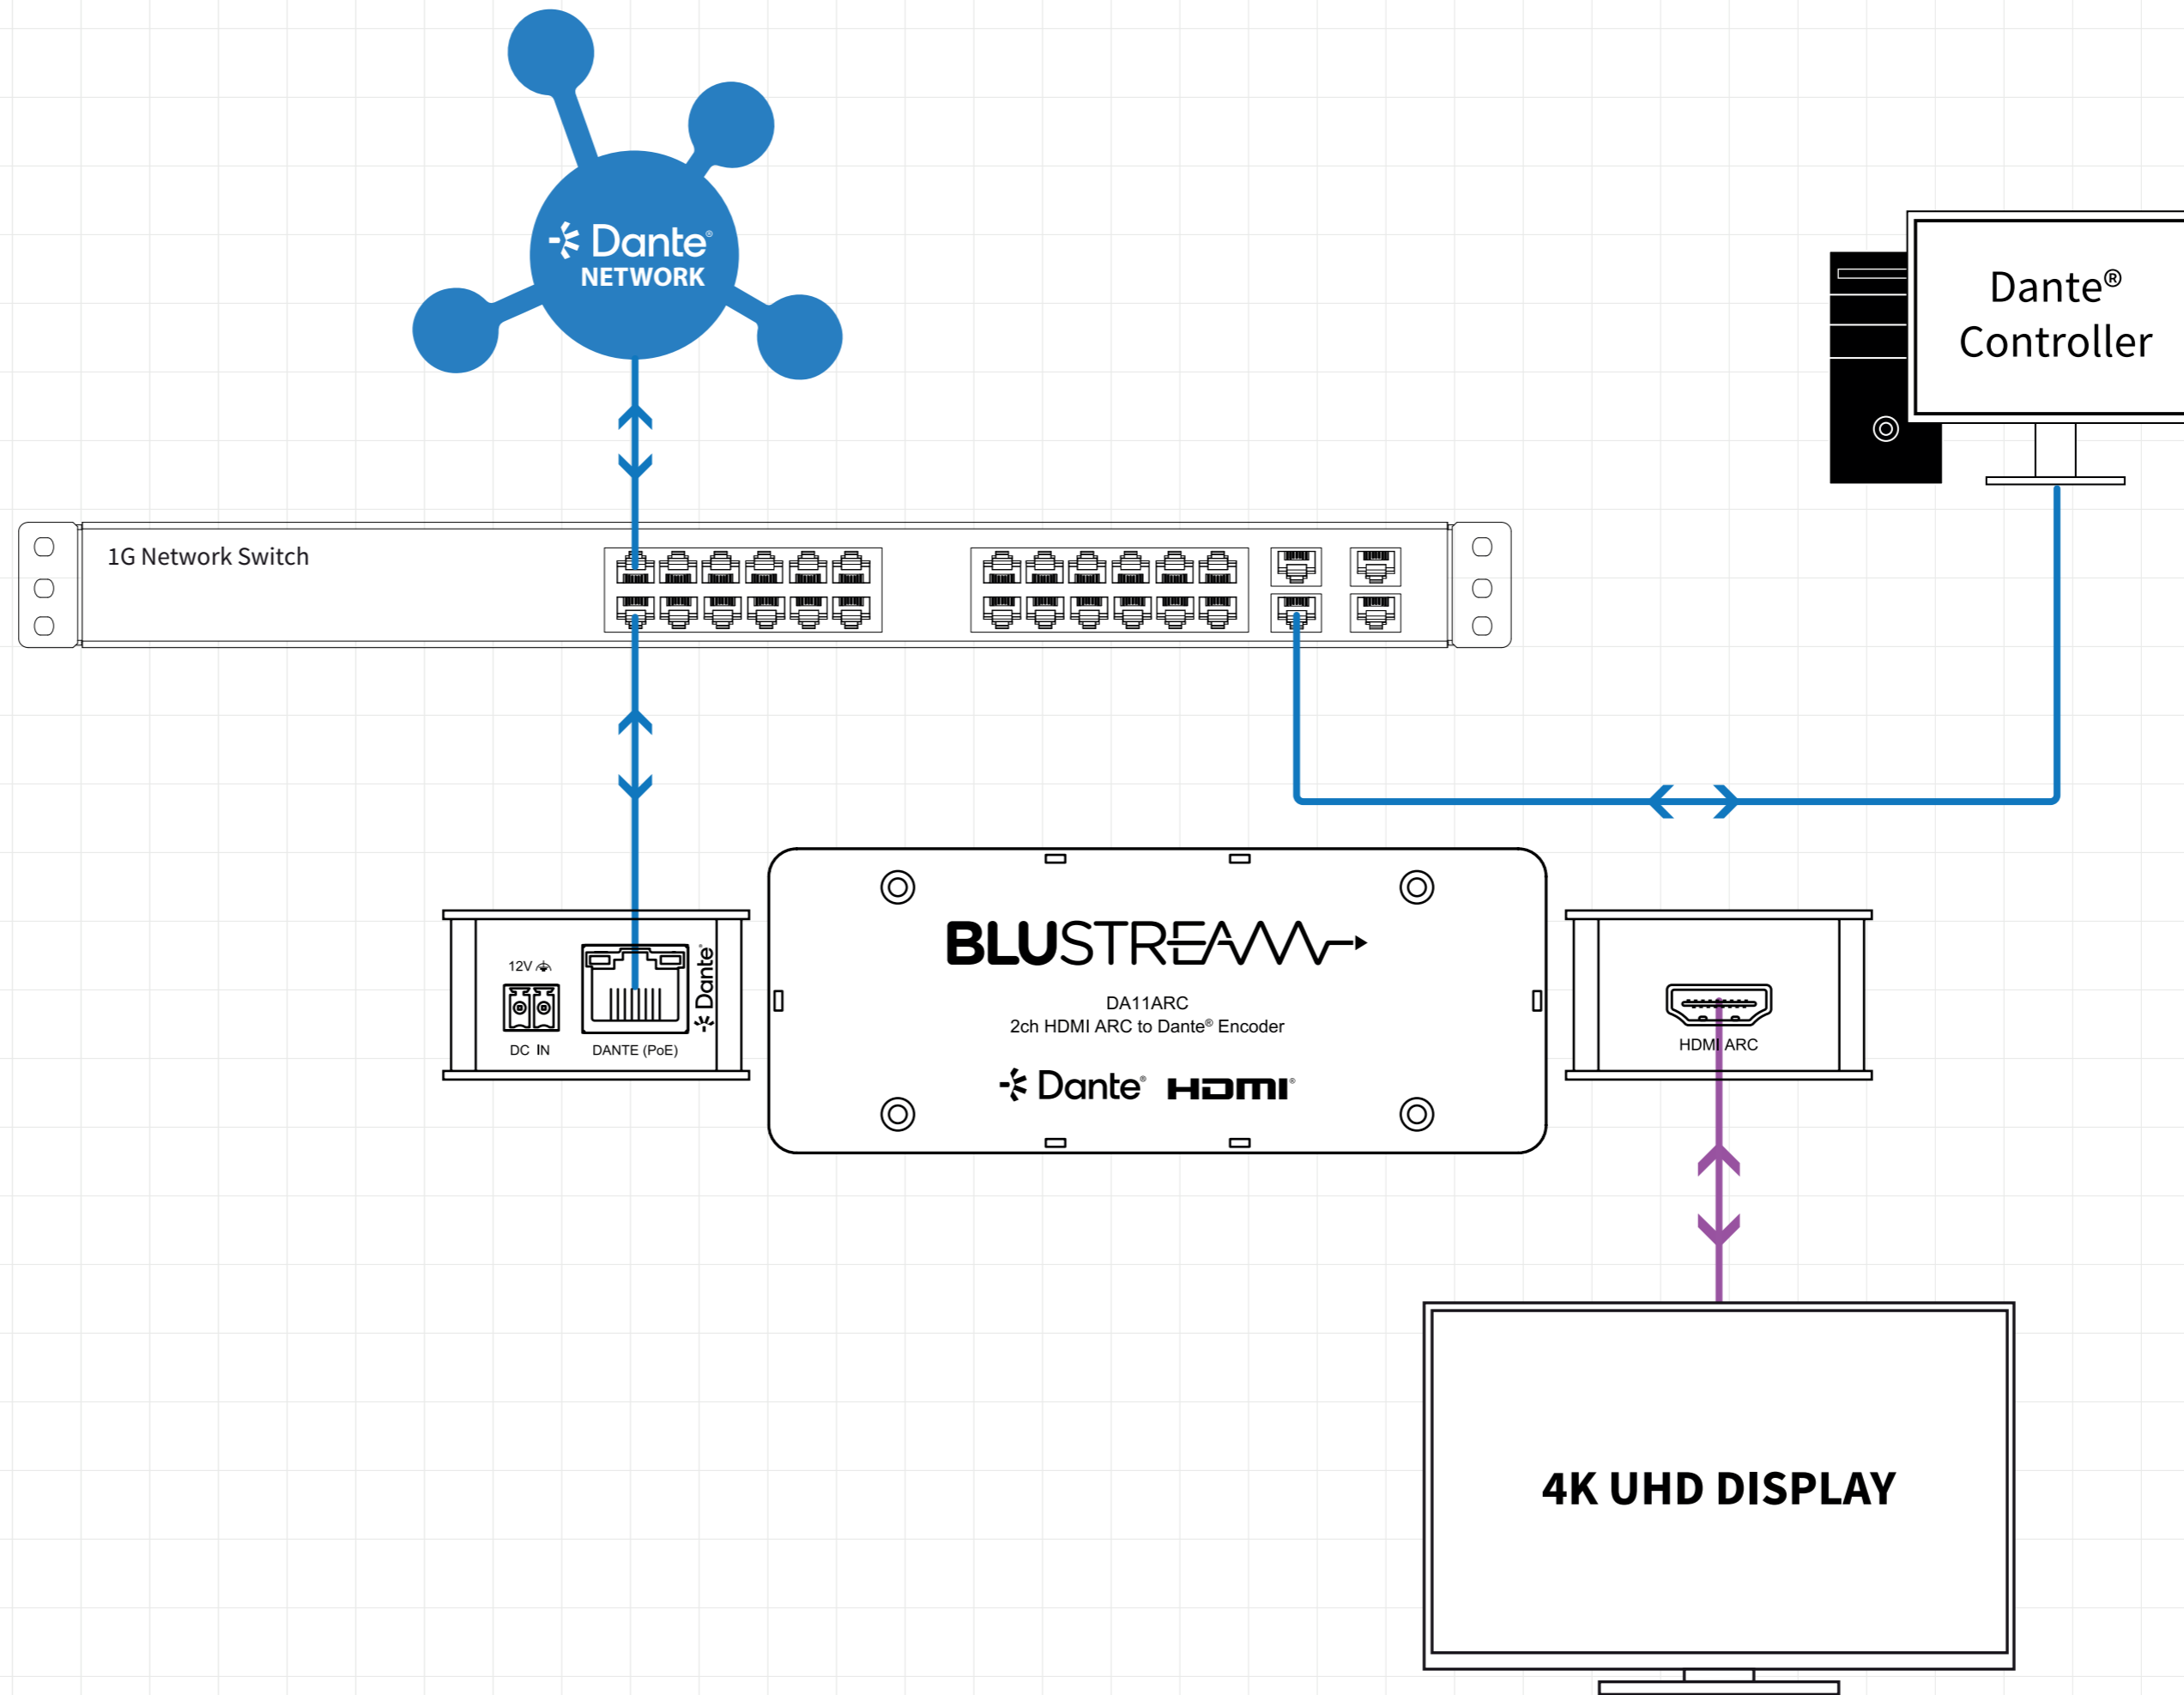 Dante®
NETWORK
Dante®
Controller
1G Network Switch
12V
DC IN
DANTE (PoE)
Dante®
BLUSTREAM
DA11ARC
2ch HDMI ARC to Dante® Encoder
Dante® HDMI®
HDMI ARC
4K UHD DISPLAY